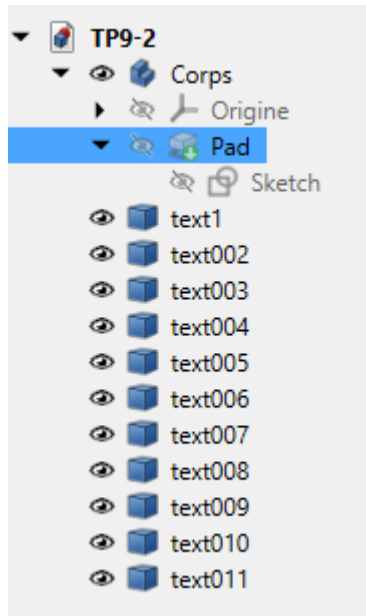 TP9-2
Corps
Origine
Pad
Sketch
text1
text002
text003
text004
text005
text006
text007
text008
text009
text010
text011